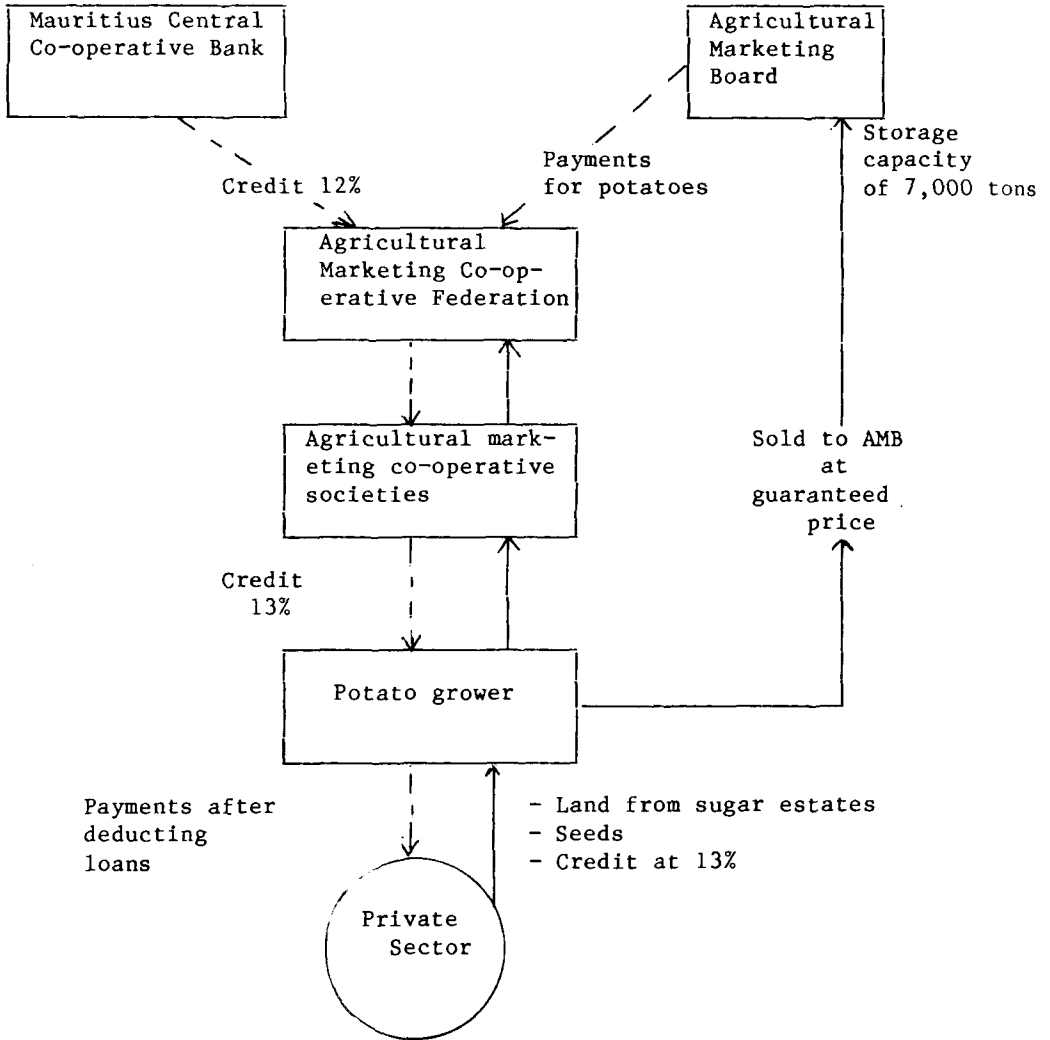 Mauritius Central
Co-operative Bank
Agricultural
Marketing
Board
Storage
capacity
of 7,000 tons
Payments
for potatoes
Credit 12%
Agricultural
Marketing Co-op-
erative Federation
Agricultural mark-
eting co-operative
societies
Sold to AMB
at
guaranteed
price
Credit
13%
Potato grower
Payments after
deducting
loans
- Land from sugar estates
- Seeds
- Credit at 13%
Private
Sector